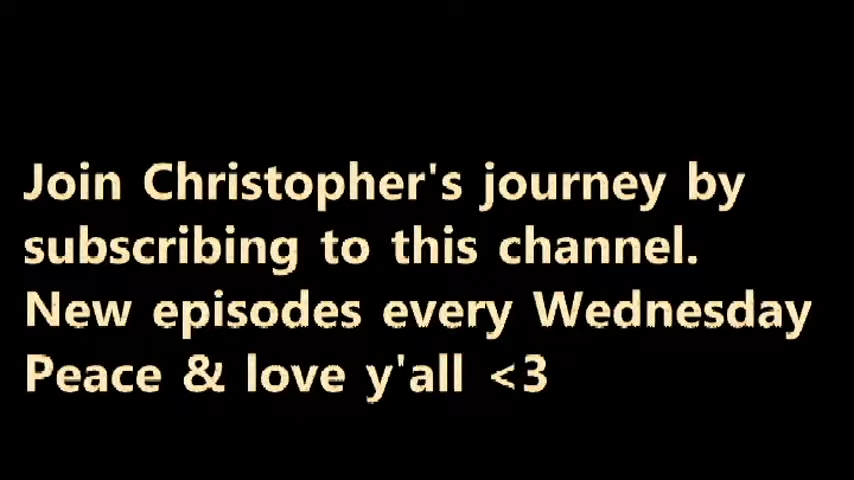 Join Christopher's journey by
subscribing to this channel.
New episodes every Wednesday
Peace & love y'all <3